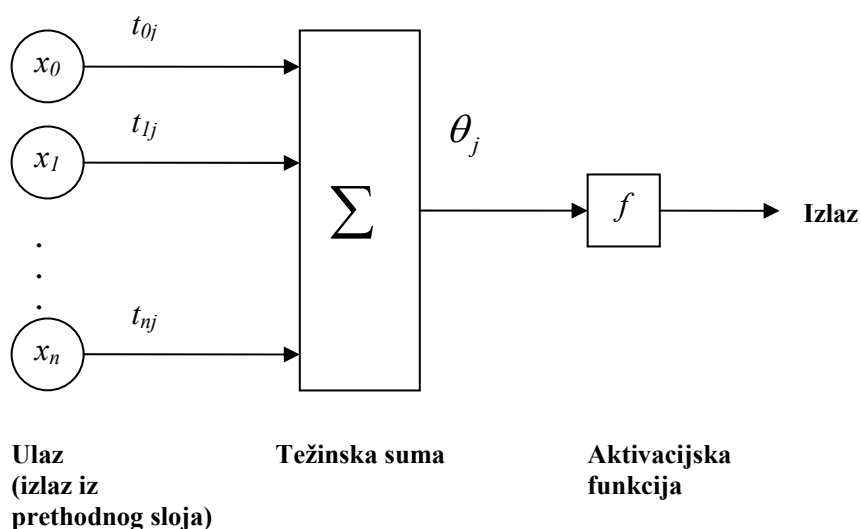 t0j
x0
t1j
x1
θj
Σ
f
Izlaz
.
.
.
tnj
xn
Ulaz
(izlaz iz
prethodnog sloja)
Težinska suma
Aktivacijska
funkcija